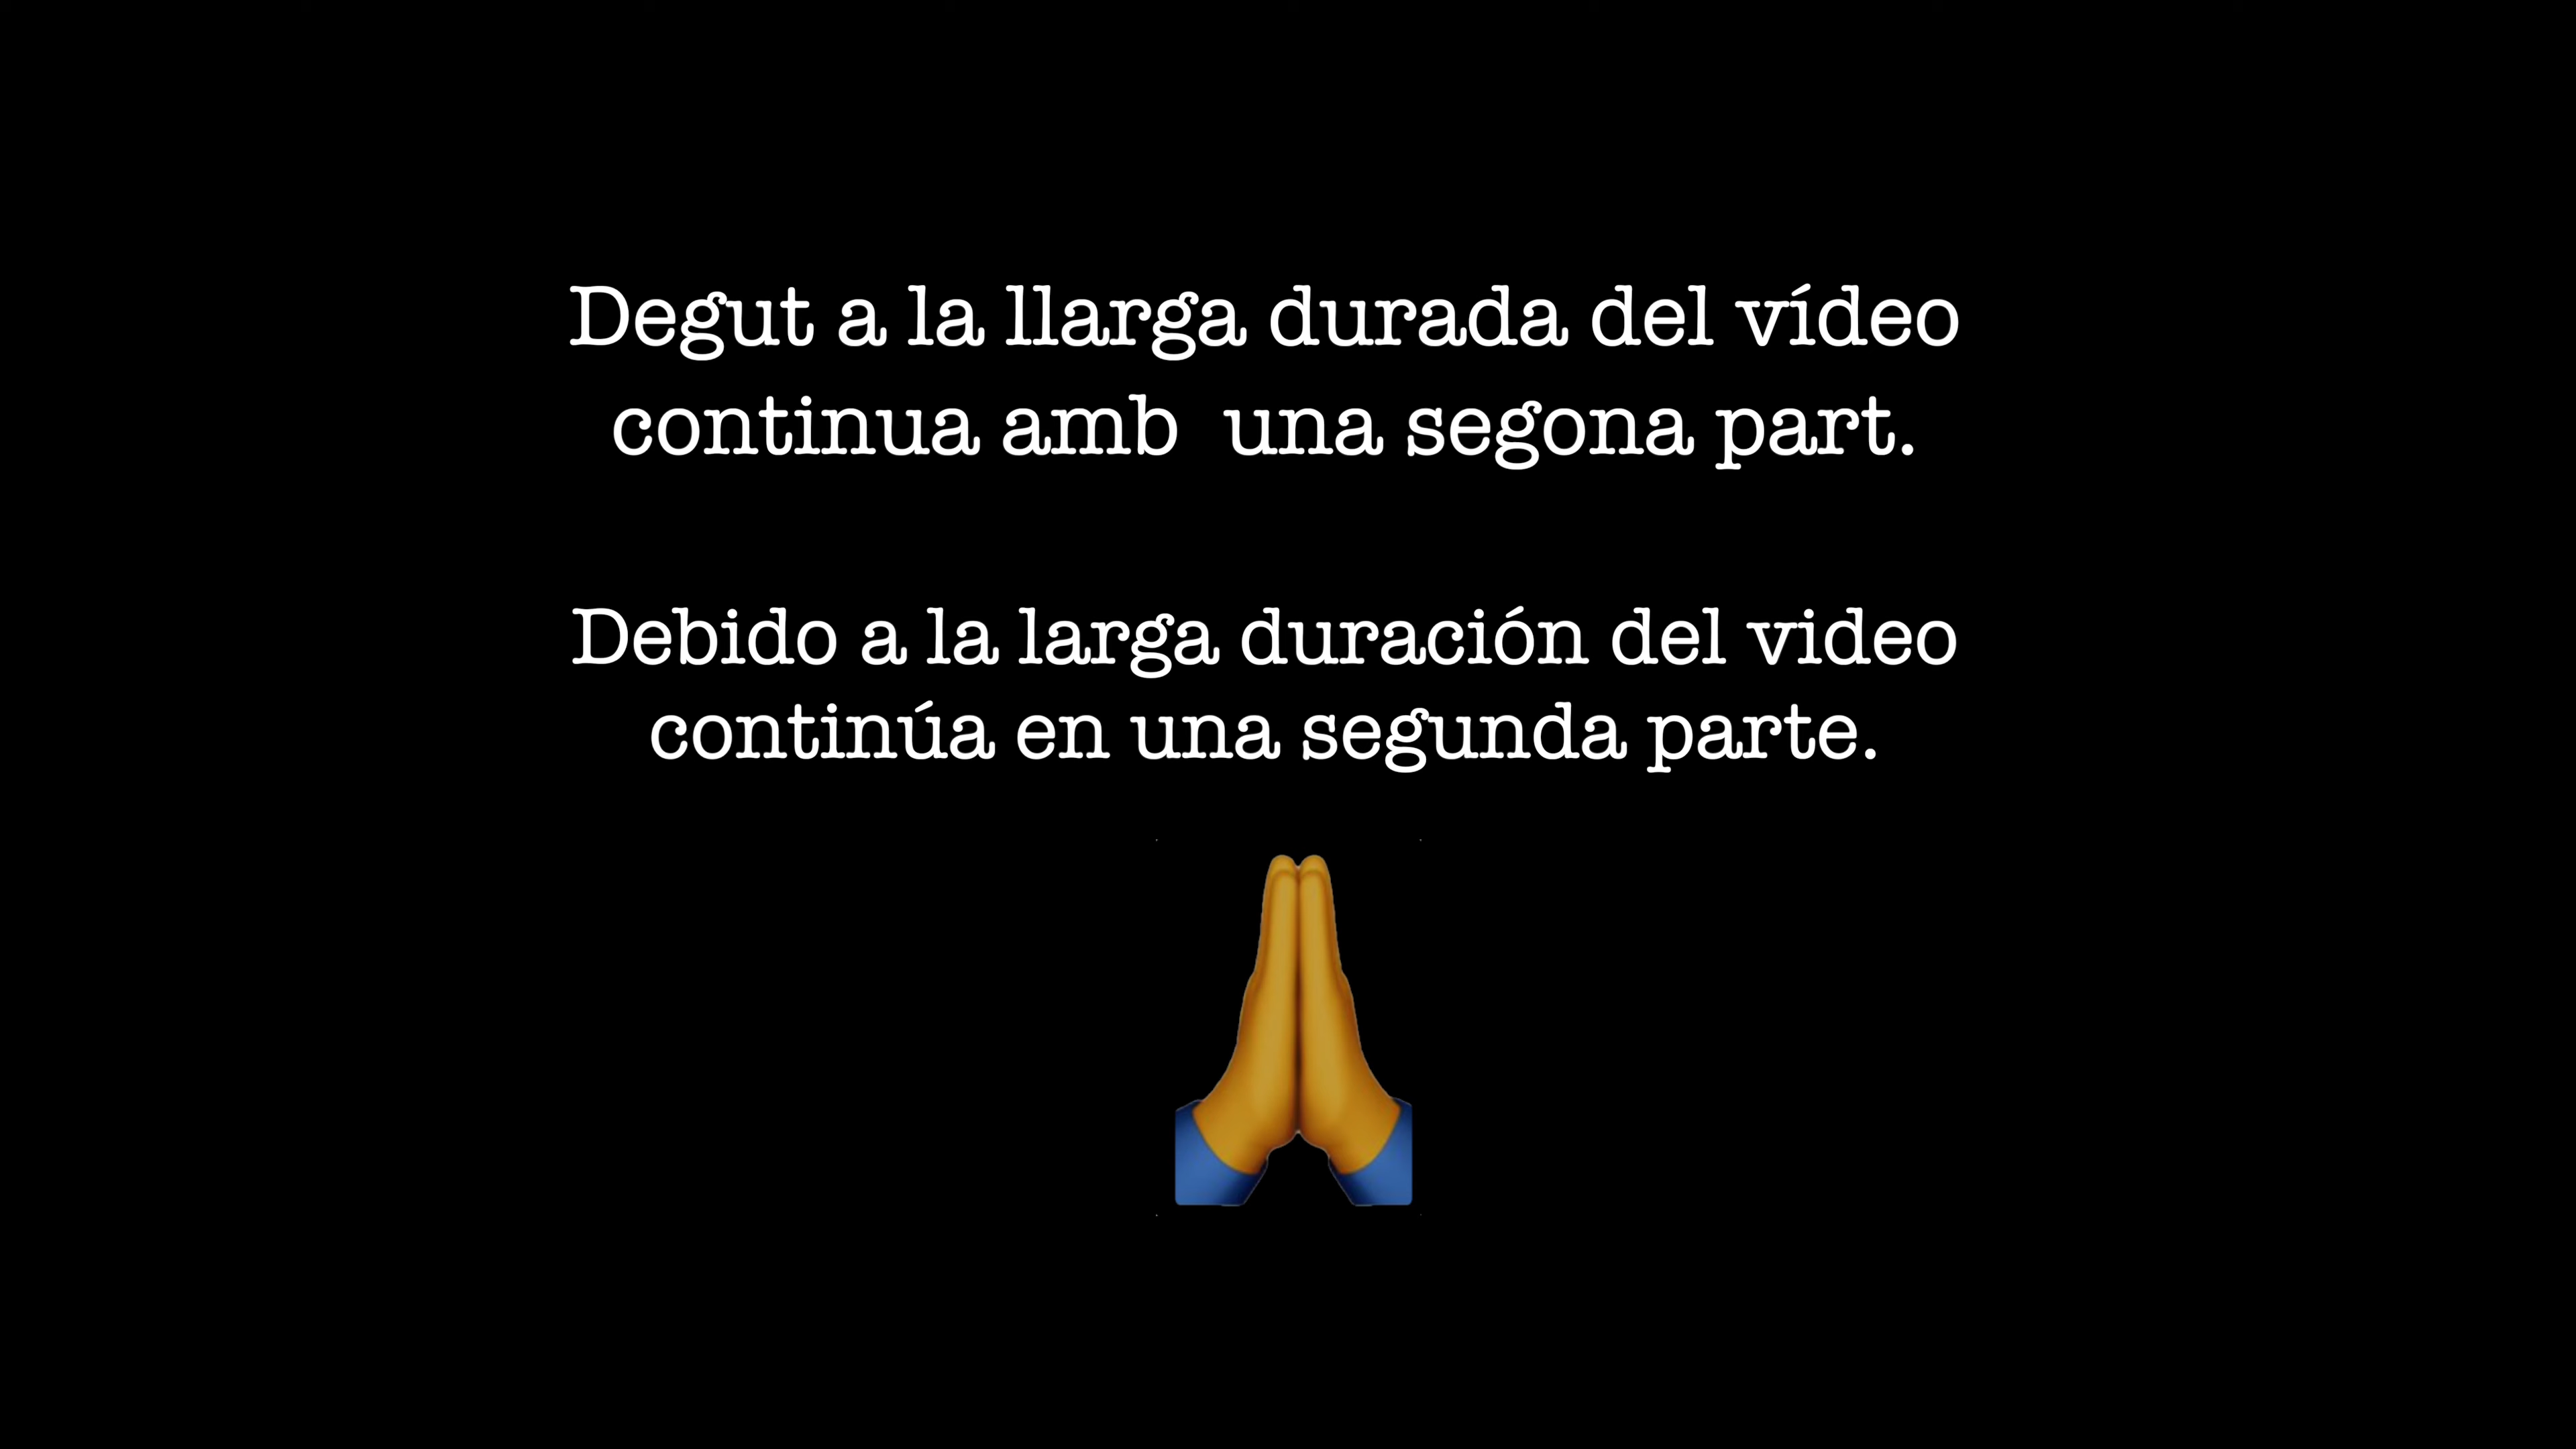 Degut a la llarga durada del vídeo
continua amb  una segona part.
Debido a la larga duración del video
continúa en una segunda parte.